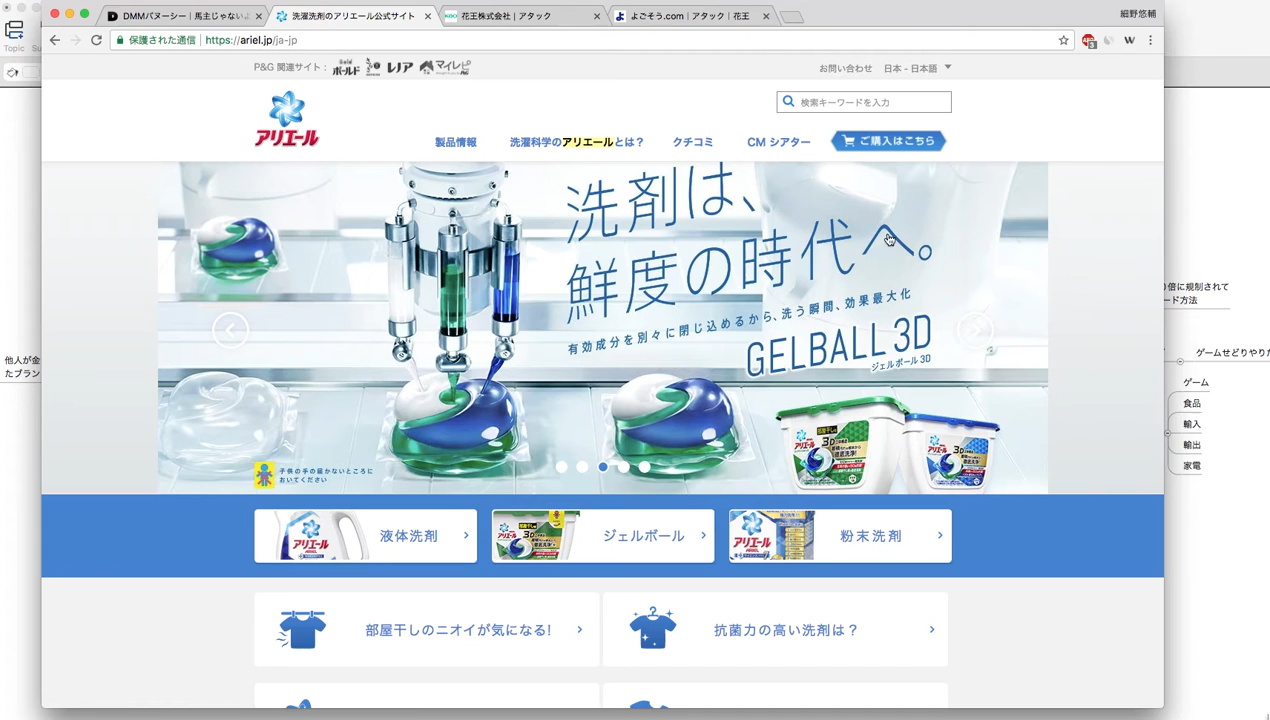 DMMバヌーシー｜馬主じゃない
洗濯洗剤のアリエール公式サイト
花王株式会社｜アタック
よごそう.com｜アタック｜花王
細野悠輔
Topic
保護された通信
https://ariel.jp/ja-jp
P&G 関連サイト：
ボールド
レノア
マイレピ
お問い合わせ
日本 - 日本語
アリエール
検索キーワードを入力
製品情報
洗濯科学のアリエールとは？
クチコミ
CM シアター
ご購入はこちら
洗剤は、
鮮度の時代へ。
有効成分を別々に閉じ込めるから、洗う瞬間、効果最大化
GELBALL 3D
ジェルボール 3D
子供の手の届かないところに
おいてください
液体洗剤
ジェルボール
粉末洗剤
部屋干しのニオイが気になる!
抗菌力の高い洗剤は？
他人が金
たブラン
倍に規制されて
ード方法
ゲームせどりやりた
ゲーム
食品
輸入
輸出
家電